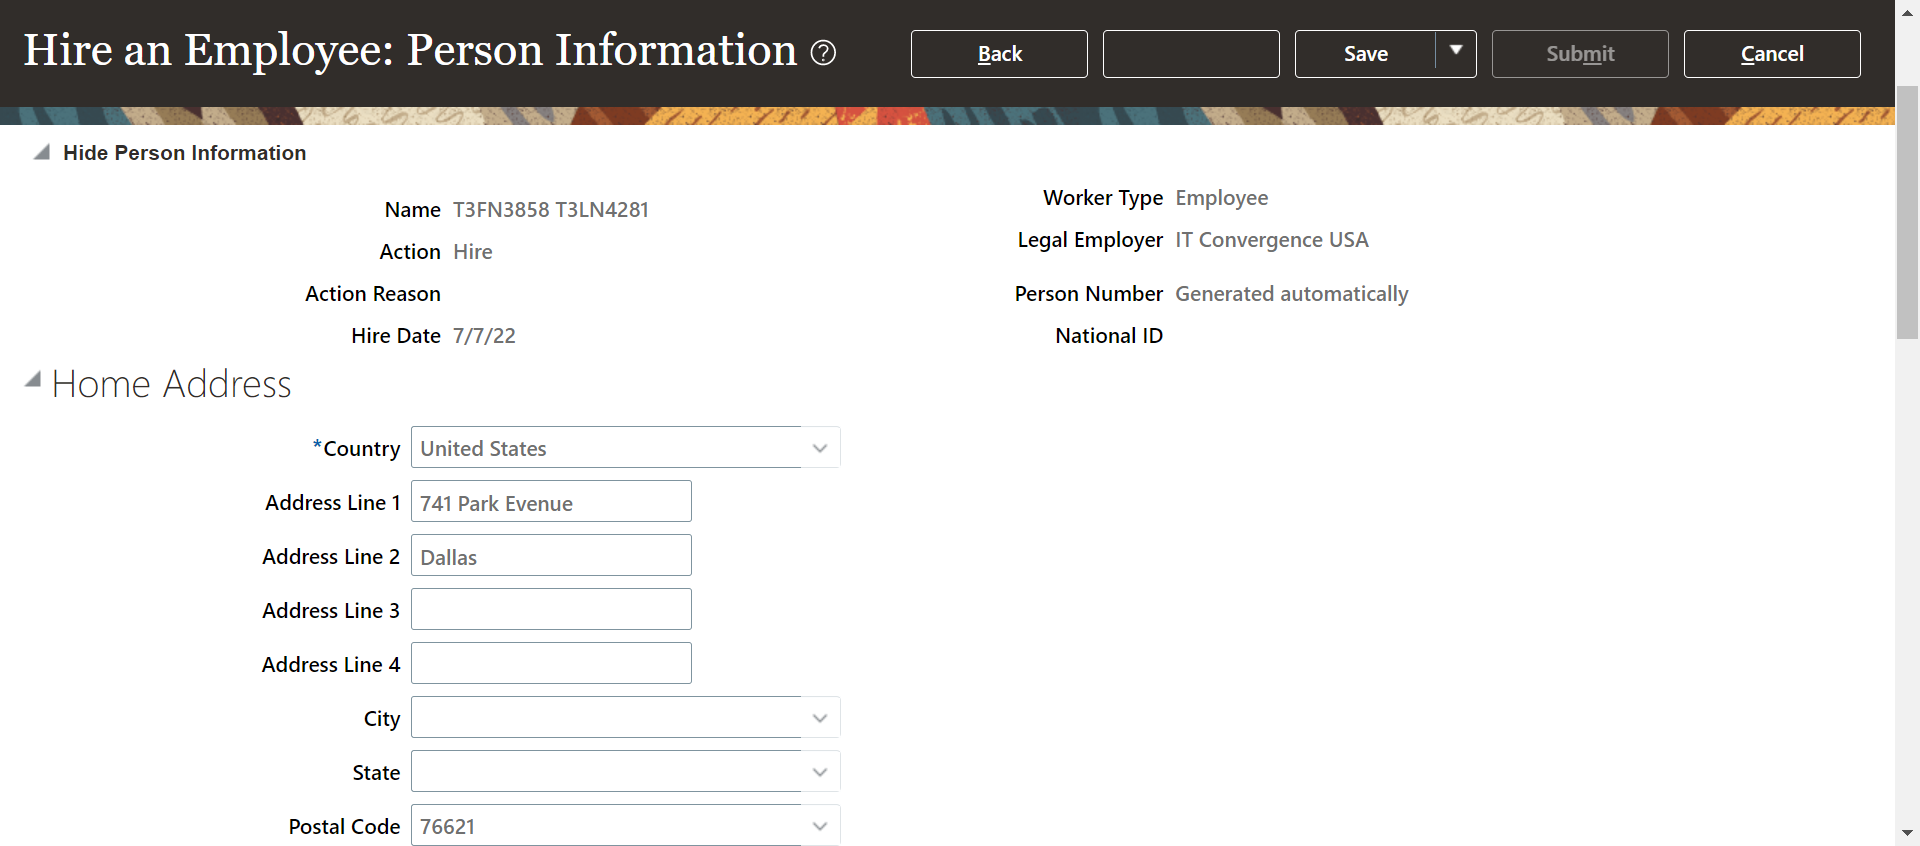 Hire an Employee: Person Information ?
Back
Save
Submit
Cancel
Hide Person Information
Name T3FN3858 T3LN4281
Action Hire
Action Reason
Hire Date 7/7/22
Worker Type Employee
Legal Employer IT Convergence USA
Person Number Generated automatically
National ID
Home Address
*Country United States
Address Line 1 741 Park Evenue
Address Line 2 Dallas
Address Line 3
Address Line 4
City
State
Postal Code 76621